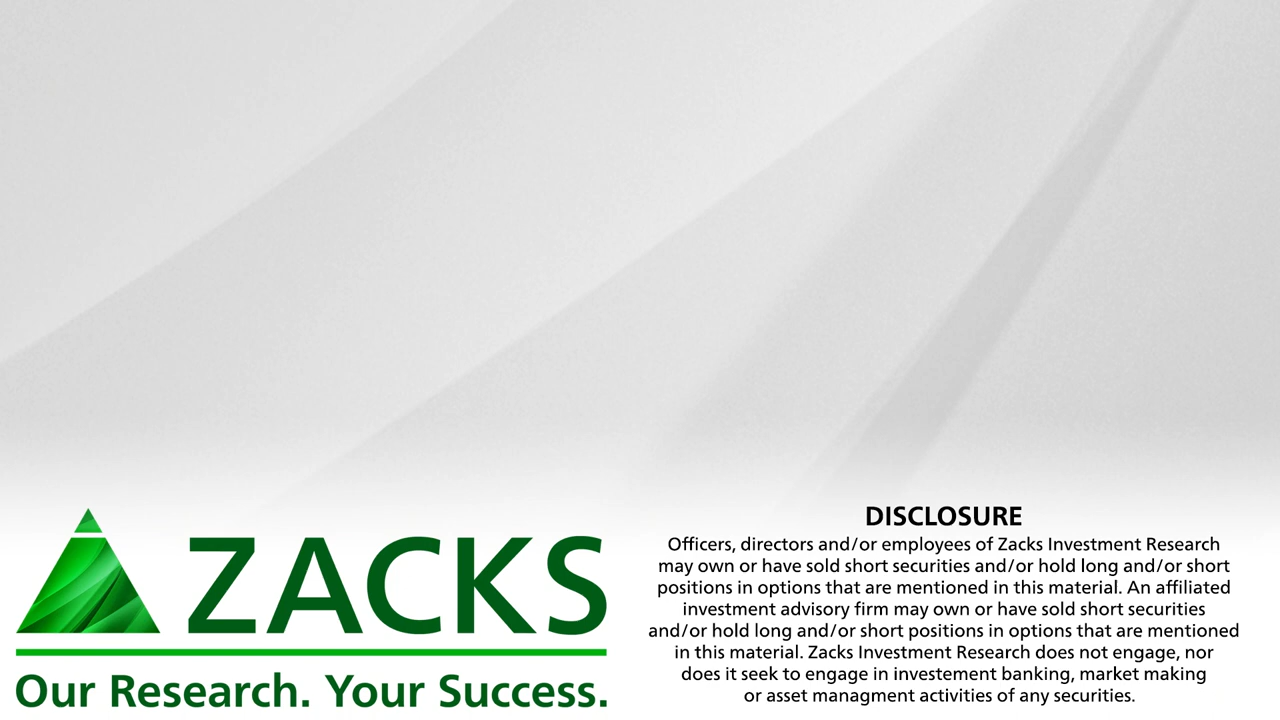 ZACKS
Our Research. Your Success.
DISCLOSURE
Officers, directors and/or employees of Zacks Investment Research
may own or have sold short securities and/or hold long and/or short
positions in options that are mentioned in this material. An affiliated
investment advisory firm may own or have sold short securities
and/or hold long and/or short positions in options that are mentioned
in this material. Zacks Investment Research does not engage, nor
does it seek to engage in investement banking, market making
or asset managment activities of any securities.